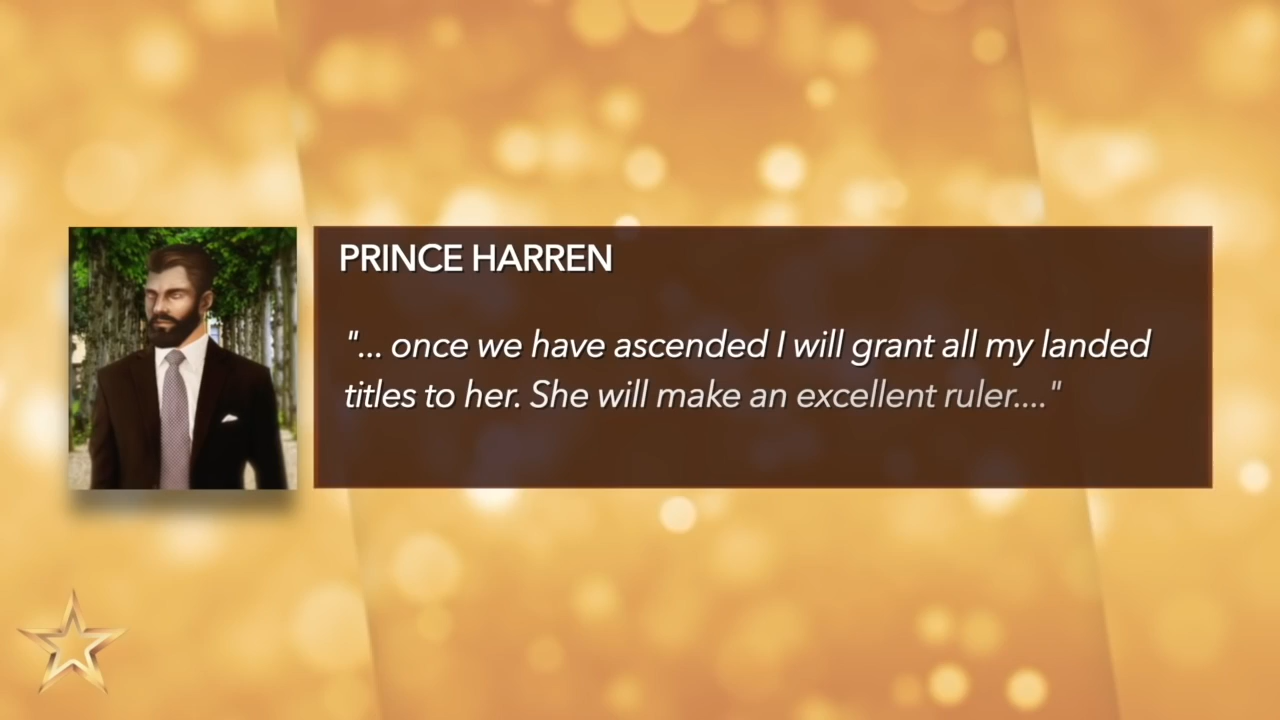 PRINCE HARREN
"... once we have ascended I will grant all my landed
titles to her. She will make an excellent ruler...."